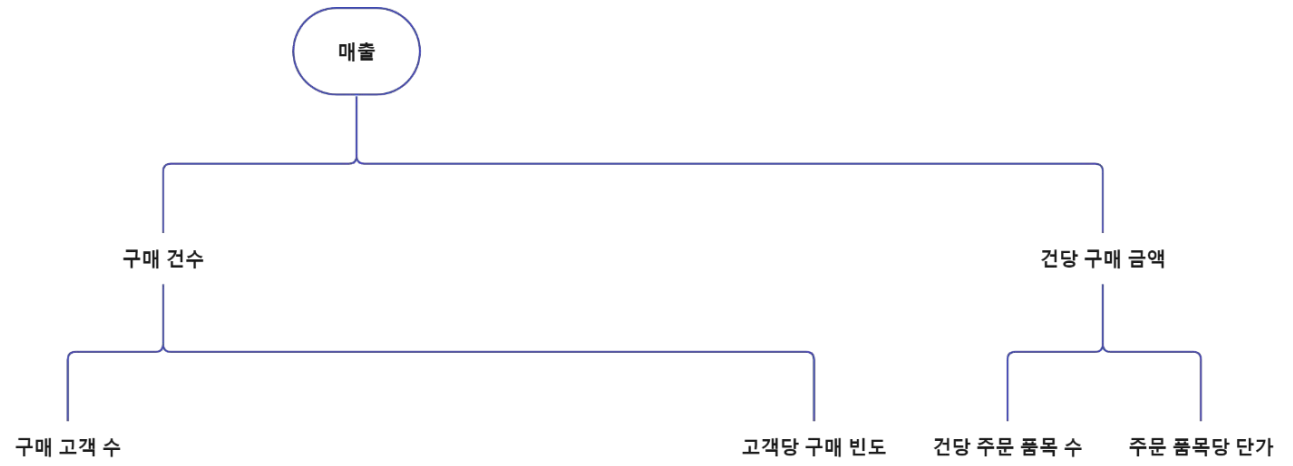 매출
구매 건수
건당 구매 금액
구매 고객 수
고객당 구매 빈도
건당 주문 품목 수
주문 품목당 단가